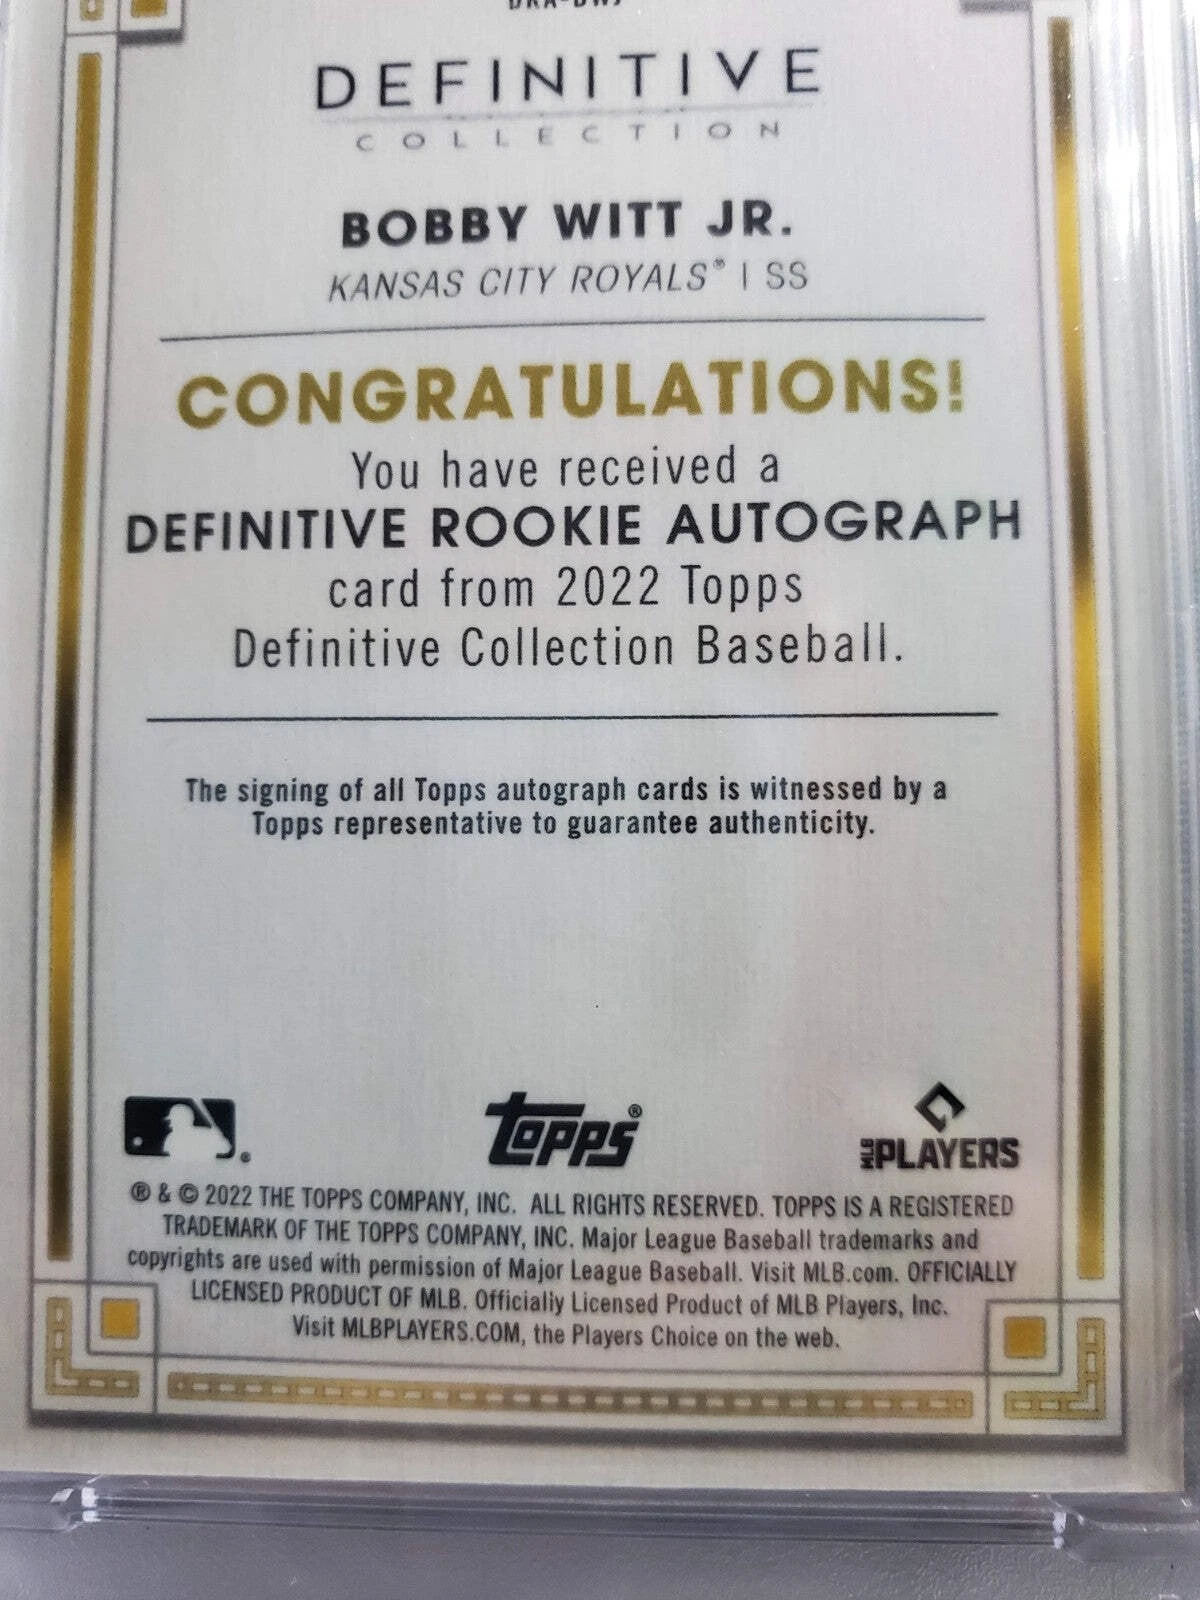 DEFINITIVE
COLLECTION
BOBBY WITT JR.
KANSAS CITY ROYALS® | SS
CONGRATULATIONS!
You have received a
DEFINITIVE ROOKIE AUTOGRAPH
card from 2022 Topps
Definitive Collection Baseball.
The signing of all Topps autograph cards is witnessed by a
Topps representative to guarantee authenticity.
topps®
MLB PLAYERS
® & © 2022 THE TOPPS COMPANY, INC. ALL RIGHTS RESERVED. TOPPS IS A REGISTERED
TRADEMARK OF THE TOPPS COMPANY, INC. Major League Baseball trademarks and
copyrights are used with permission of Major League Baseball. Visit MLB.com. OFFICIALLY
LICENSED PRODUCT OF MLB. Officially Licensed Product of MLB Players, Inc.
Visit MLBPLAYERS.COM, the Players Choice on the web.